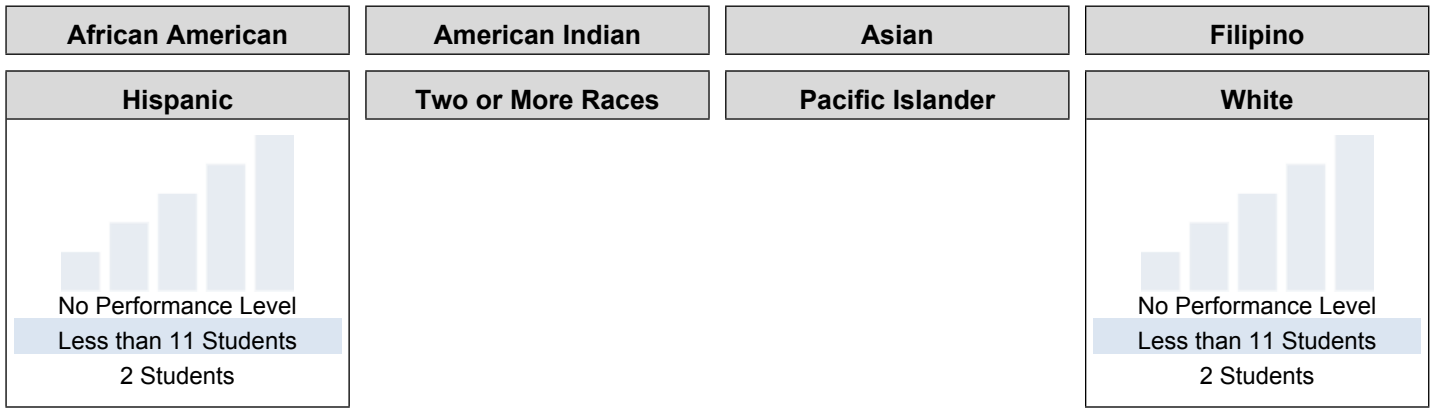 African American
American Indian
Asian
Filipino
Hispanic
No Performance Level
Less than 11 Students
2 Students
Two or More Races
Pacific Islander
White
No Performance Level
Less than 11 Students
2 Students